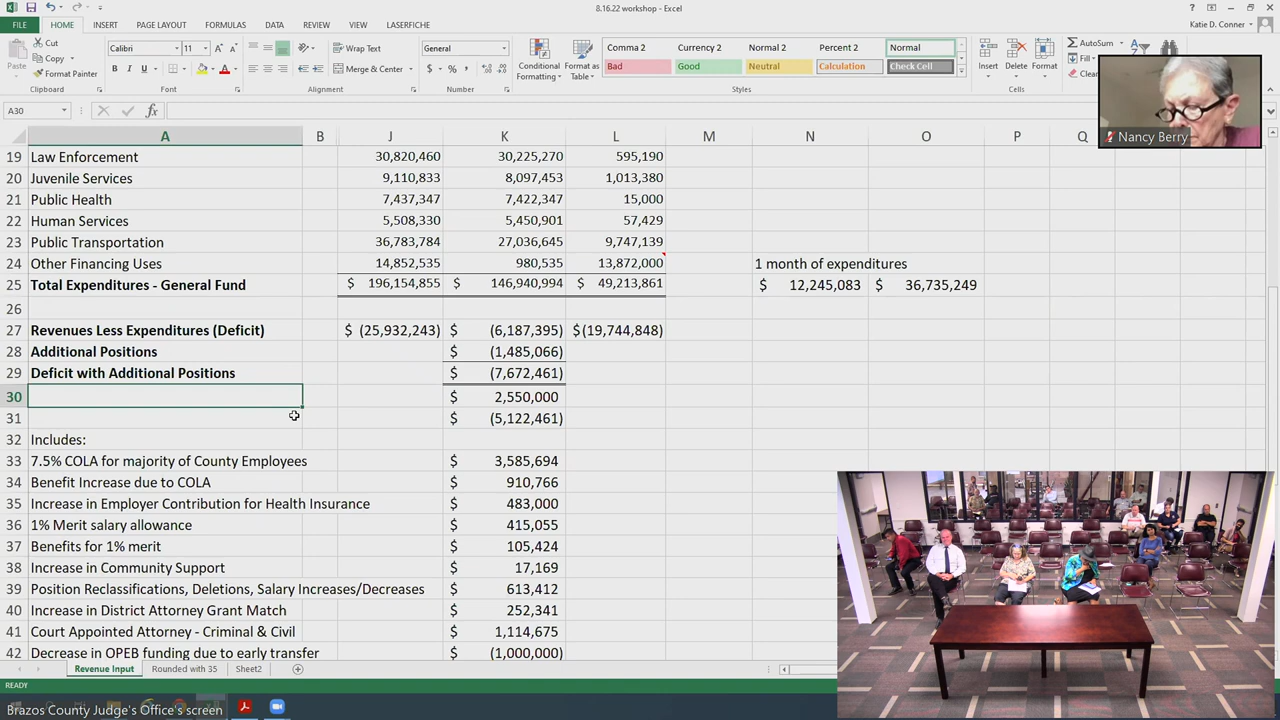 8.16.22 workshop - Excel
FILE HOME INSERT PAGE LAYOUT FORMULAS DATA REVIEW VIEW LASERFICHE Katie D. Conner
Paste Cut Copy Format Painter Clipboard
Calibri 11 Font
Wrap Text Merge & Center Alignment
General Number
Conditional Formatting Format as Table
Comma 2 Currency 2 Normal 2 Percent 2 Normal
Bad Good Neutral Calculation Check Cell
Styles
Insert Delete Format Cells
AutoSum Fill Clea
Nancy Berry
A30 fx
A B J K L M N O P Q
19 Law Enforcement 30,820,460 30,225,270 595,190
20 Juvenile Services 9,110,833 8,097,453 1,013,380
21 Public Health 7,437,347 7,422,347 15,000
22 Human Services 5,508,330 5,450,901 57,429
23 Public Transportation 36,783,784 27,036,645 9,747,139
24 Other Financing Uses 14,852,535 980,535 13,872,000 1 month of expenditures
25 Total Expenditures - General Fund $ 196,154,855 $ 146,940,994 $ 49,213,861 $ 12,245,083 $ 36,735,249
26
27 Revenues Less Expenditures (Deficit) $ (25,932,243) $ (6,187,395) $(19,744,848)
28 Additional Positions $ (1,485,066)
29 Deficit with Additional Positions $ (7,672,461)
30 $ 2,550,000
31 $ (5,122,461)
32 Includes:
33 7.5% COLA for majority of County Employees $ 3,585,694
34 Benefit Increase due to COLA $ 910,766
35 Increase in Employer Contribution for Health Insurance $ 483,000
36 1% Merit salary allowance $ 415,055
37 Benefits for 1% merit $ 105,424
38 Increase in Community Support $ 17,169
39 Position Reclassifications, Deletions, Salary Increases/Decreases $ 613,412
40 Increase in District Attorney Grant Match $ 252,341
41 Court Appointed Attorney - Criminal & Civil $ 1,114,675
42 Decrease in OPEB funding due to early transfer $ (1,000,000)
Revenue Input Rounded with 35 Sheet2
READY
Brazos County Judge's Office's screen